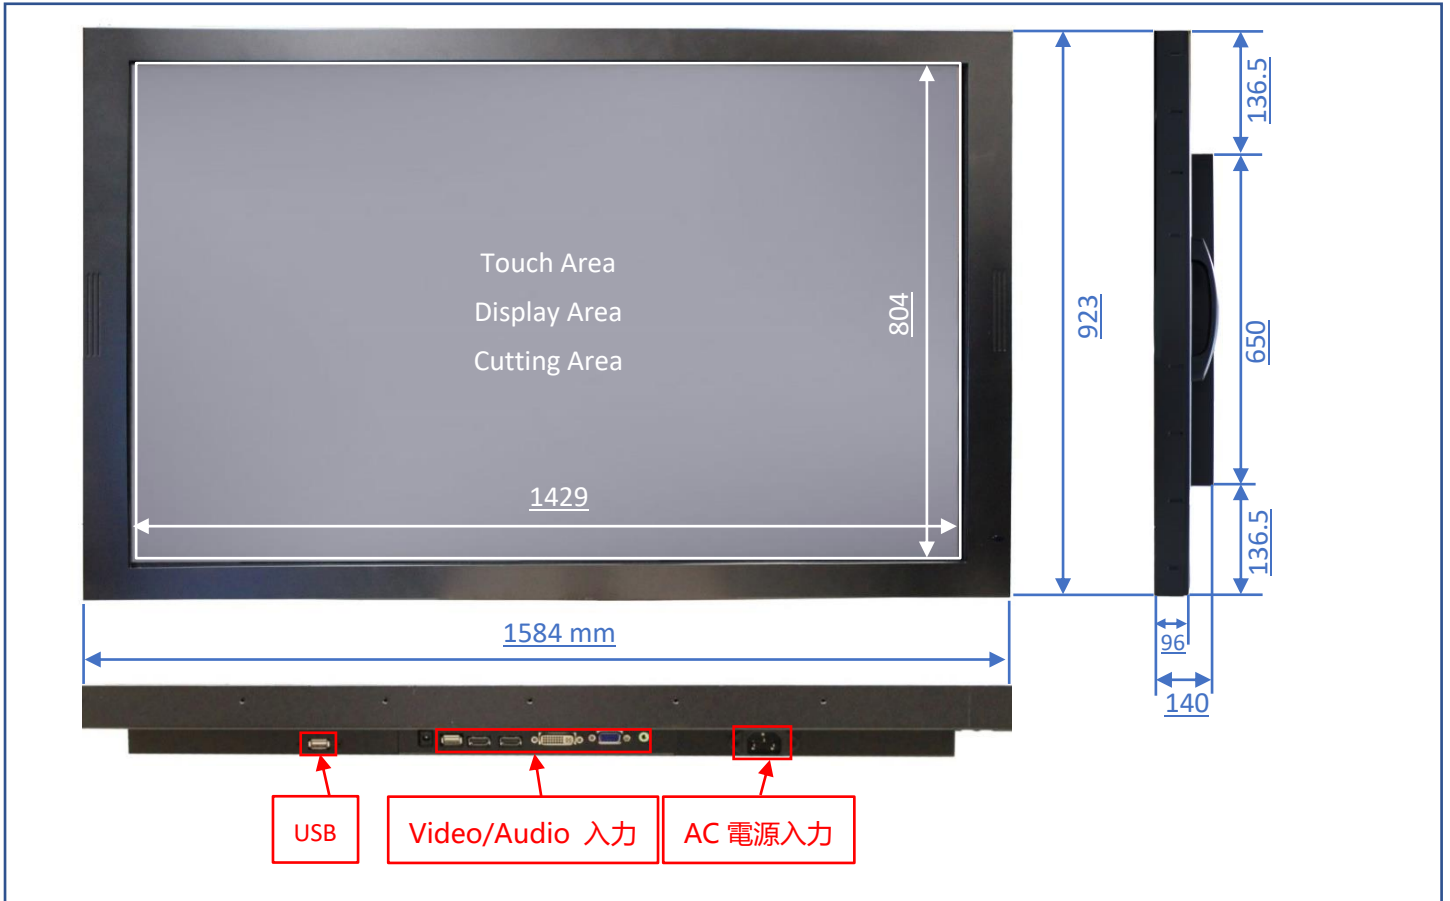 136.5
Touch Area
Display Area
Cutting Area
804
923
650
1429
136.5
1584 mm
96
140
USB
Video/Audio 入力
AC 電源入力